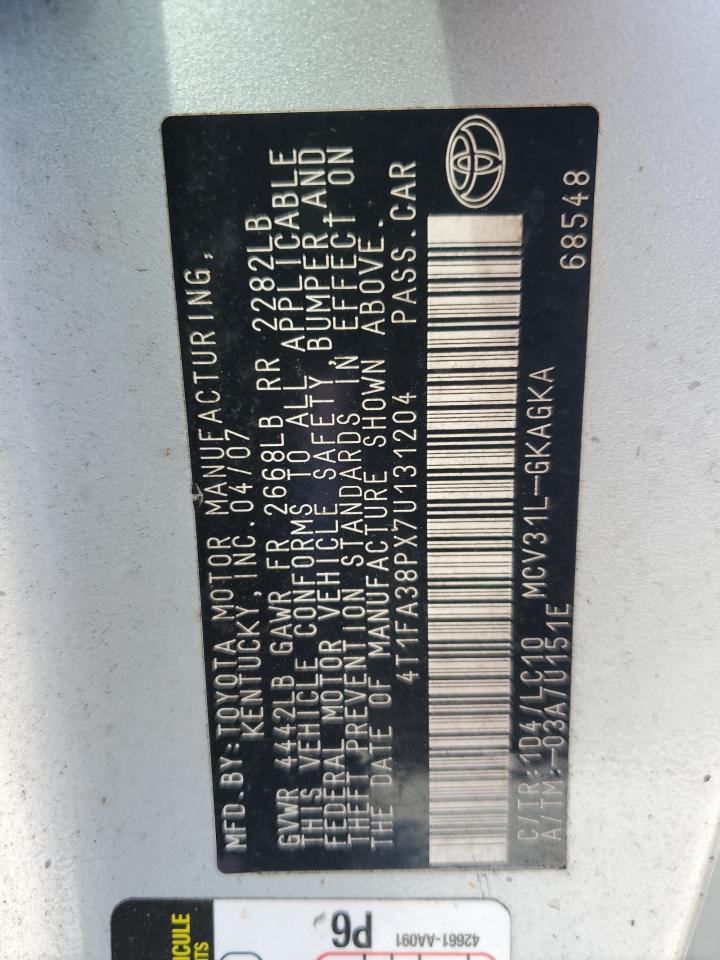 MFD.BY:TOYOTA MOTOR MANUFACTURING,
KENTUCKY, INC. 04/07
GVWR 4442LB GAWR FR 2668LB RR 2282LB
THIS VEHICLE CONFORMS TO ALL APPLICABLE
FEDERAL MOTOR VEHICLE SAFETY, BUMPER, AND
THEFT PREVENTION STANDARDS IN EFFECT ON
THE DATE OF MANUFACTURE SHOWN ABOVE.
4T1FA38PX7U131204 PASS.CAR
C/TR:1D4/LC10 MCV31L-GKAGKA
A/TM:-03A/U151E 68548
P6
42661-AA091